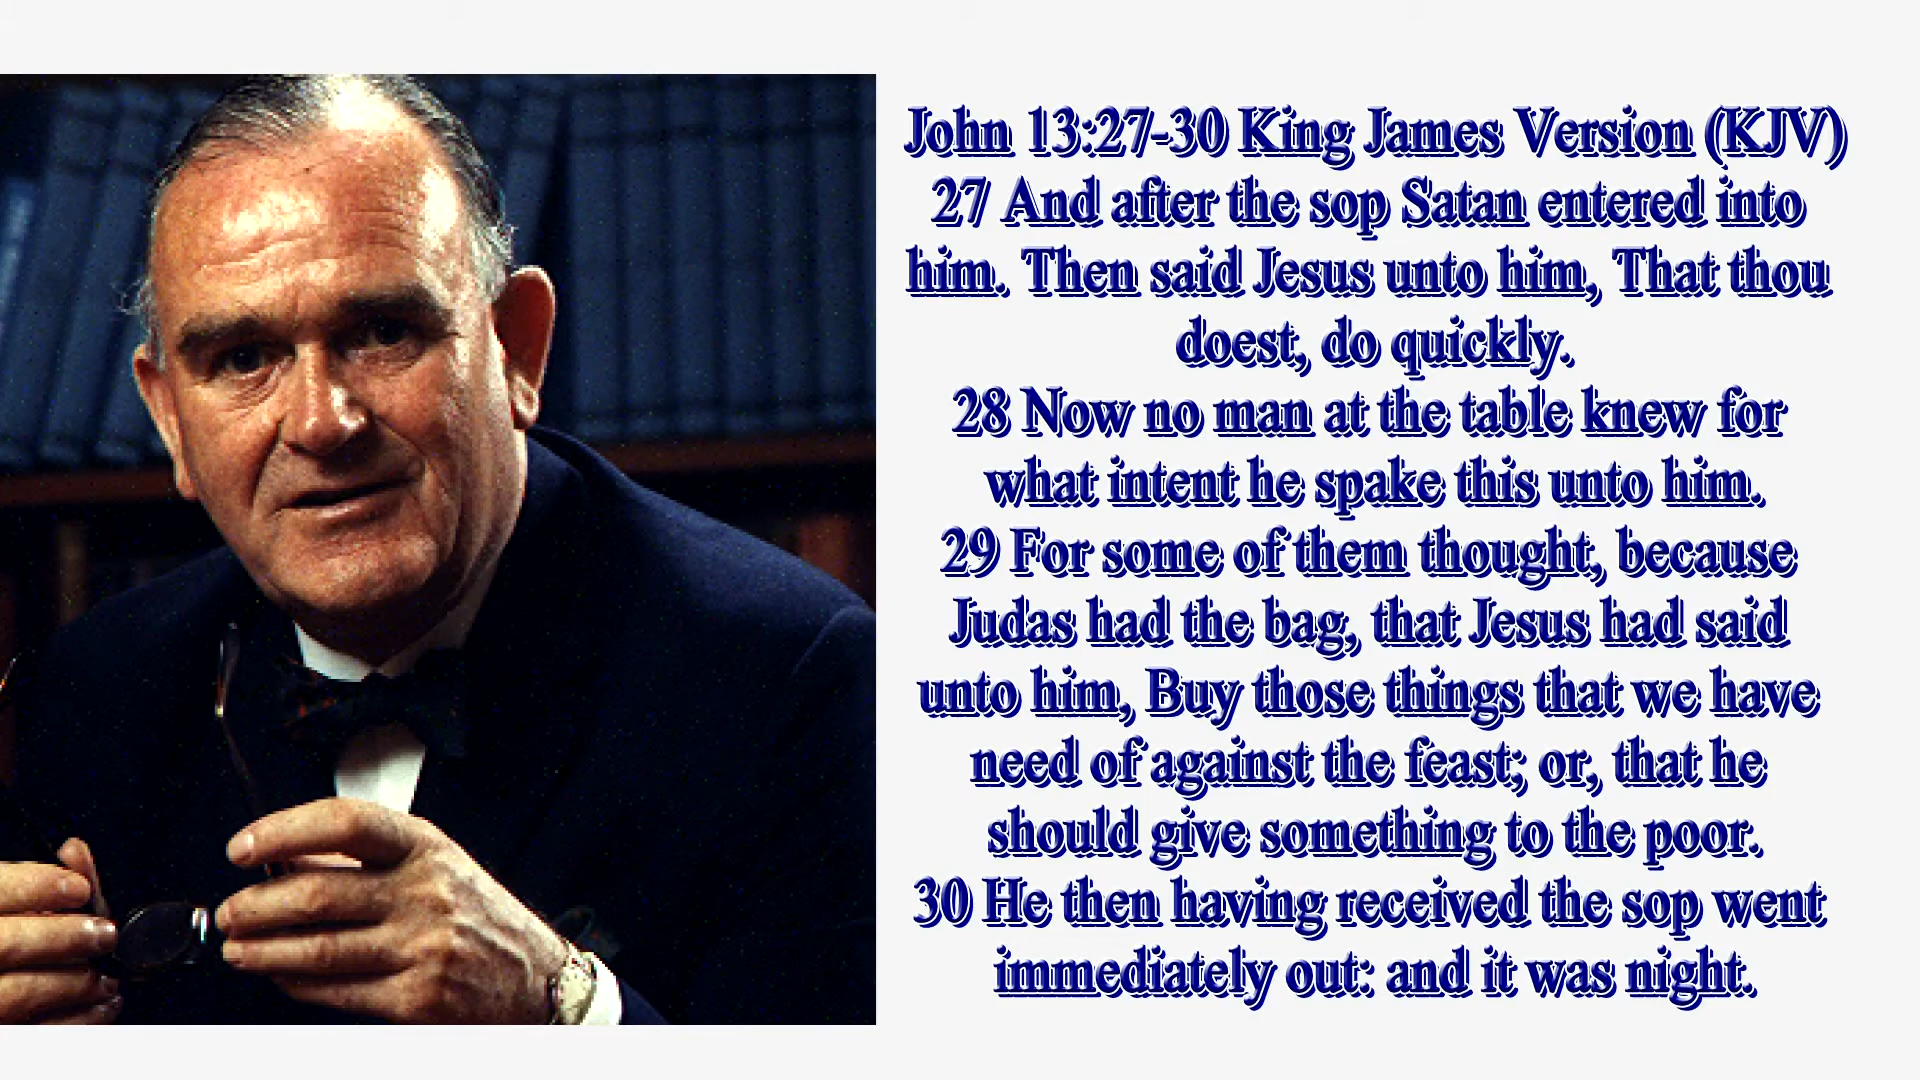 John 13:27-30 King James Version (KJV)
27 And after the sop Satan entered into
him. Then said Jesus unto him, That thou
doest, do quickly.
28 Now no man at the table knew for
what intent he spake this unto him.
29 For some of them thought, because
Judas had the bag, that Jesus had said
unto him, Buy those things that we have
need of against the feast; or, that he
should give something to the poor.
30 He then having received the sop went
immediately out: and it was night.